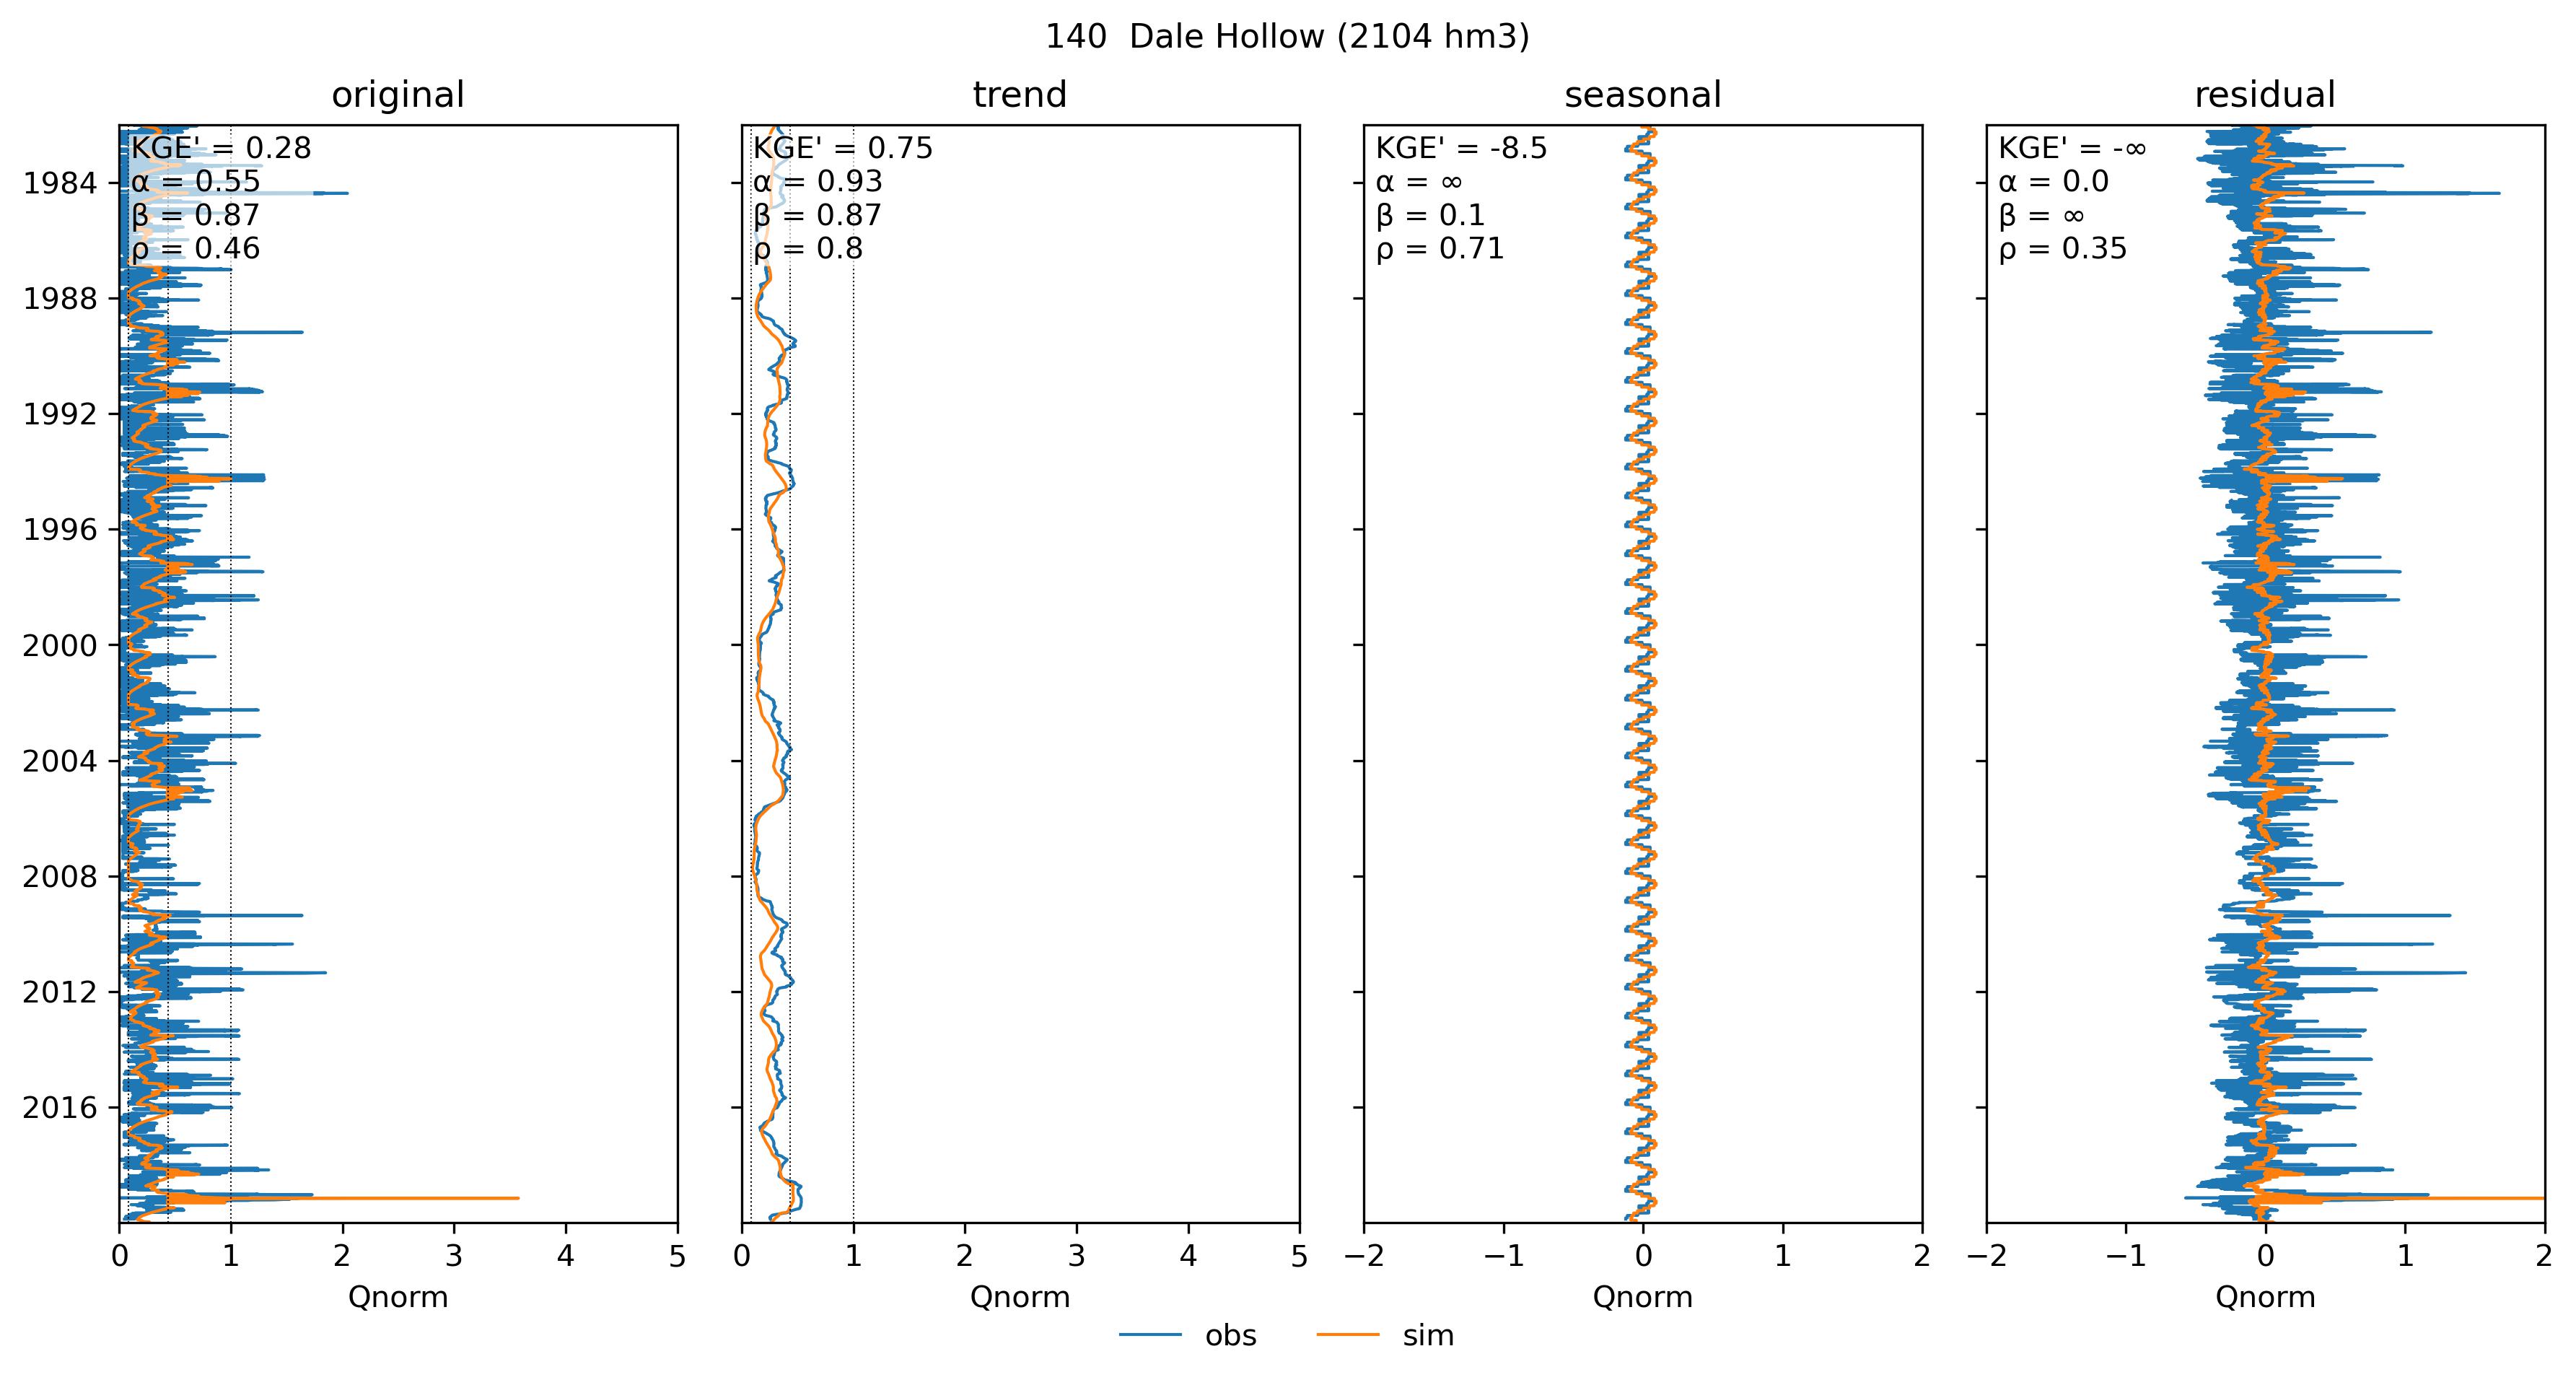 140  Dale Hollow (2104 hm3)
original
trend
seasonal
residual
KGE' = 0.28
α = 0.55
β = 0.87
ρ = 0.46
KGE' = 0.75
α = 0.93
β = 0.87
ρ = 0.8
KGE' = -8.5
α = ∞
β = 0.1
ρ = 0.71
KGE' = -∞
α = 0.0
β = ∞
ρ = 0.35
1984
1988
1992
1996
2000
2004
2008
2012
2016
0 1 2 3 4 5
0 1 2 3 4 5
−2 −1 0 1 2
−2 −1 0 1 2
Qnorm
Qnorm
Qnorm
Qnorm
obs
sim